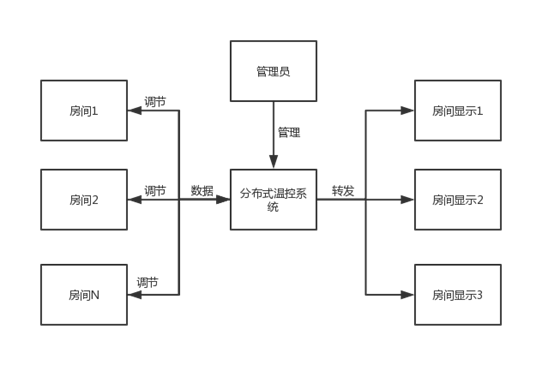 管理员
管理
房间1
调节
房间显示1
房间2
调节
数据
分布式温控系
统
转发
房间显示2
房间N
调节
房间显示3